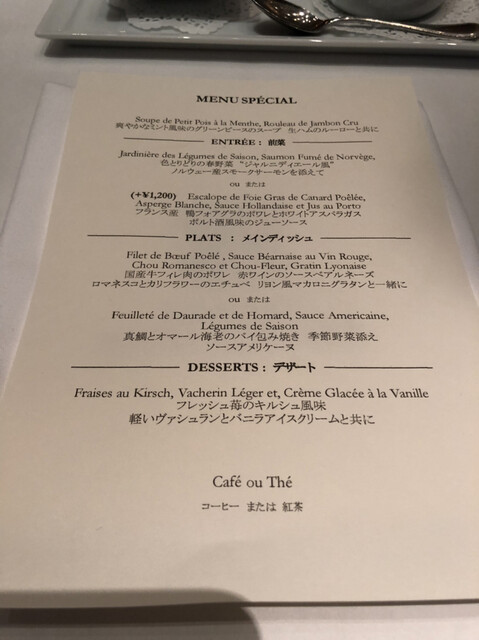 MENU SPÉCIAL
Soupe de Petit Pois à la Menthe, Rouleau de Jambon Cru
爽やかなミント風味のグリーンピースのスープ 生ハムのルーローと共に
ENTRÉE : 前菜
Jardinière des Légumes de Saison, Saumon Fumé de Norvège,
色とりどりの春野菜 “ジャルニディエール風”
ノルウェー産スモークサーモンを添えて
ou または
(+¥1,200) Escalope de Foie Gras de Canard Poêlée,
Asperge Blanche, Sauce Hollandaise et Jus au Porto
フランス産 鴨フォアグラのポワレとホワイトアスパラガス
ポルト酒風味のジューソース
PLATS : メインディッシュ
Filet de Bœuf Poêlé , Sauce Béarnaise au Vin Rouge,
Chou Romanesco et Chou-Fleur, Gratin Lyonaise
国産牛フィレ肉のポワレ 赤ワインのソースベアルネーズ
ロマネスコとカリフラワーのエチュベ リヨン風マカロニグラタンと一緒に
ou または
Feuilleté de Daurade et de Homard, Sauce Americaine,
Légumes de Saison
真鯛とオマール海老のパイ包み焼き 季節野菜添え
ソースアメリケーヌ
DESSERTS : デザート
Fraises au Kirsch, Vacherin Léger et, Crème Glacée à la Vanille
フレッシュ苺のキルシュ風味
軽いヴァシュランとバニラアイスクリームと共に
Café ou Thé
コーヒー または 紅茶